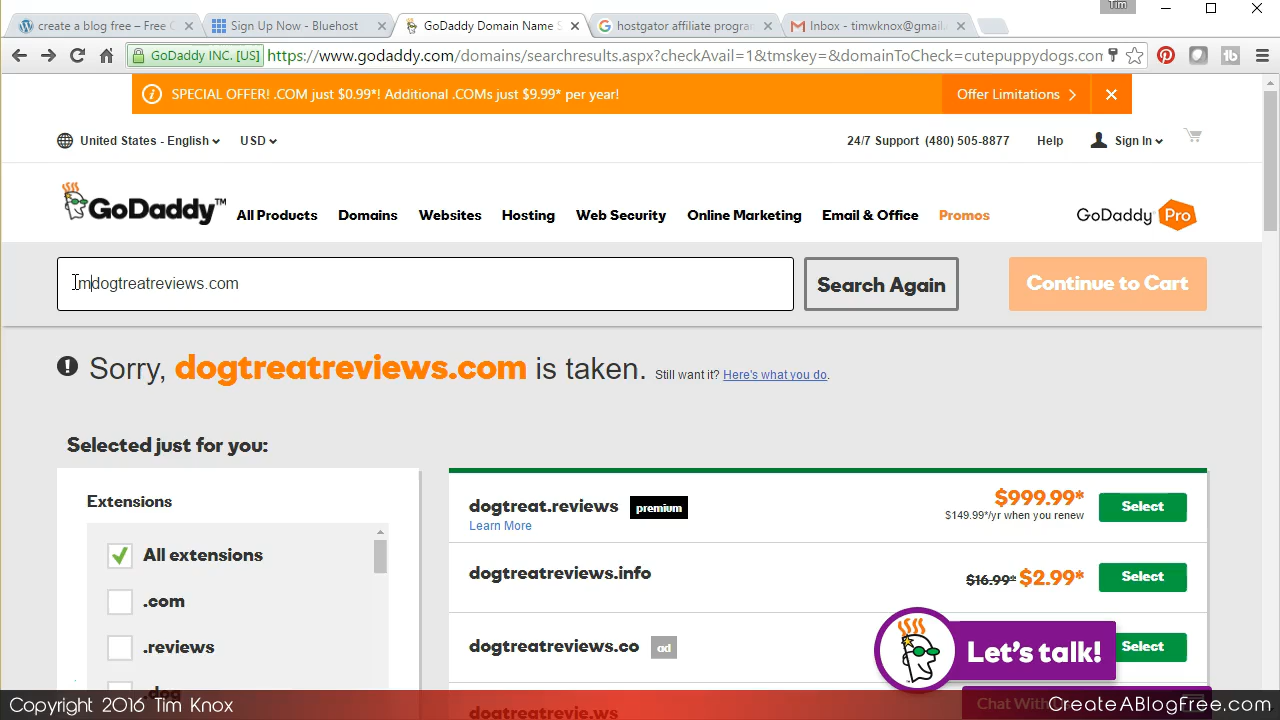 Tim
create a blog free – Free C
Sign Up Now - Bluehost
GoDaddy Domain Name S
hostgator affiliate program
Inbox - timwknox@gmail.
GoDaddy INC. [US]
https://www.godaddy.com/domains/searchresults.aspx?checkAvail=1&tmskey=&domainToCheck=cutepuppydogs.com
SPECIAL OFFER! .COM just $0.99*! Additional .COMs just $9.99* per year!
Offer Limitations
United States - English
USD
24/7 Support (480) 505-8877
Help
Sign In
GoDaddy™
All Products
Domains
Websites
Hosting
Web Security
Online Marketing
Email & Office
Promos
GoDaddy Pro
mdogtreatreviews.com
Search Again
Continue to Cart
Sorry, dogtreatreviews.com is taken. Still want it? Here's what you do.
Selected just for you:
Extensions
All extensions
.com
.reviews
.dog
dogtreat.reviews premium
Learn More
$999.99*
$149.99*/yr when you renew
Select
dogtreatreviews.info
$16.99* $2.99*
Select
dogtreatreviews.co ad
Select
Let's talk!
dogtreatrevie.ws
Chat With
Copyright 2016 Tim Knox
CreateABlogFree.com